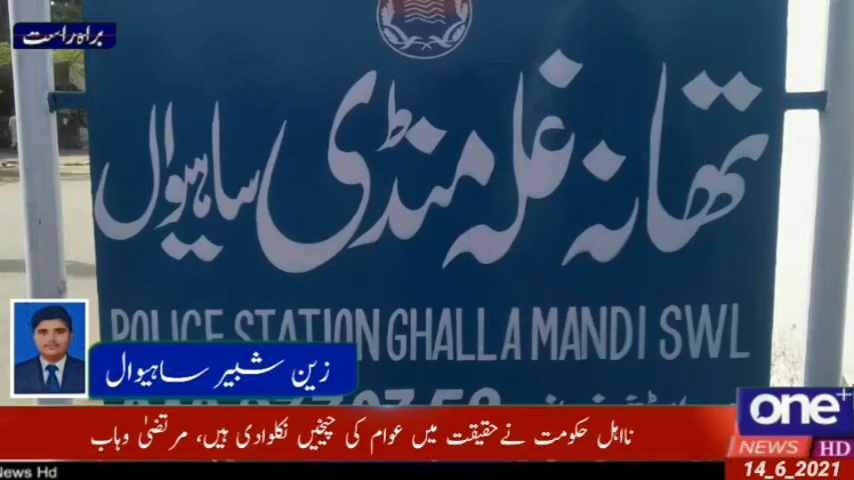 براہ راست
تھانہ غلہ منڈی ساہیوال
POLICE STATION GHALLA MANDI SWL
زین شبیر ساہیوال
نااہل حکومت نے حقیقت میں عوام کی چیخیں نکلوادی ہیں، مرتضیٰ وہاب
one+
NEWS HD
News Hd
14_6_2021